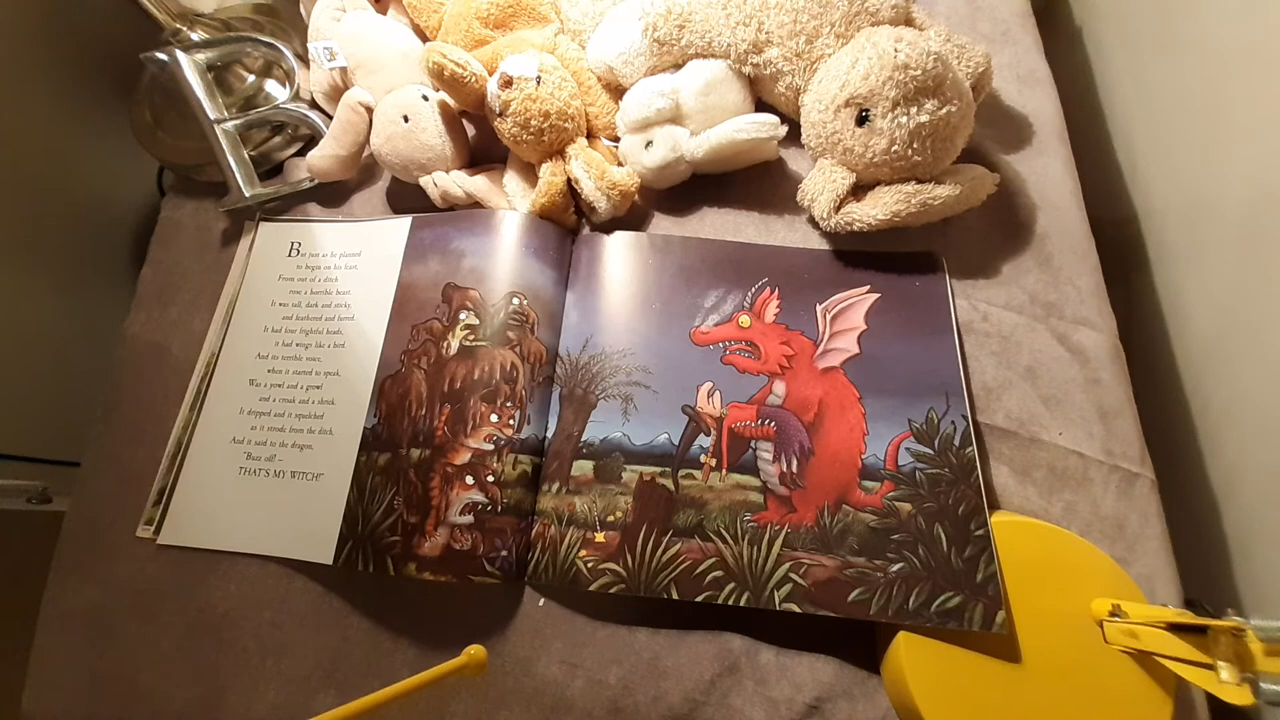 But just as he planned
to begin on his feast,
From out of a ditch
rose a horrible beast.
It was tall, dark and sticky,
and feathered and furred.
It had four frightful heads,
it had wings like a bird.
And its terrible voice,
when it started to speak,
Was a yowl and a growl
and a croak and a shriek.
It dripped and it squelched
as it strode from the ditch,
And it said to the dragon,
"Buzz off! –
THAT'S MY WITCH!"
R